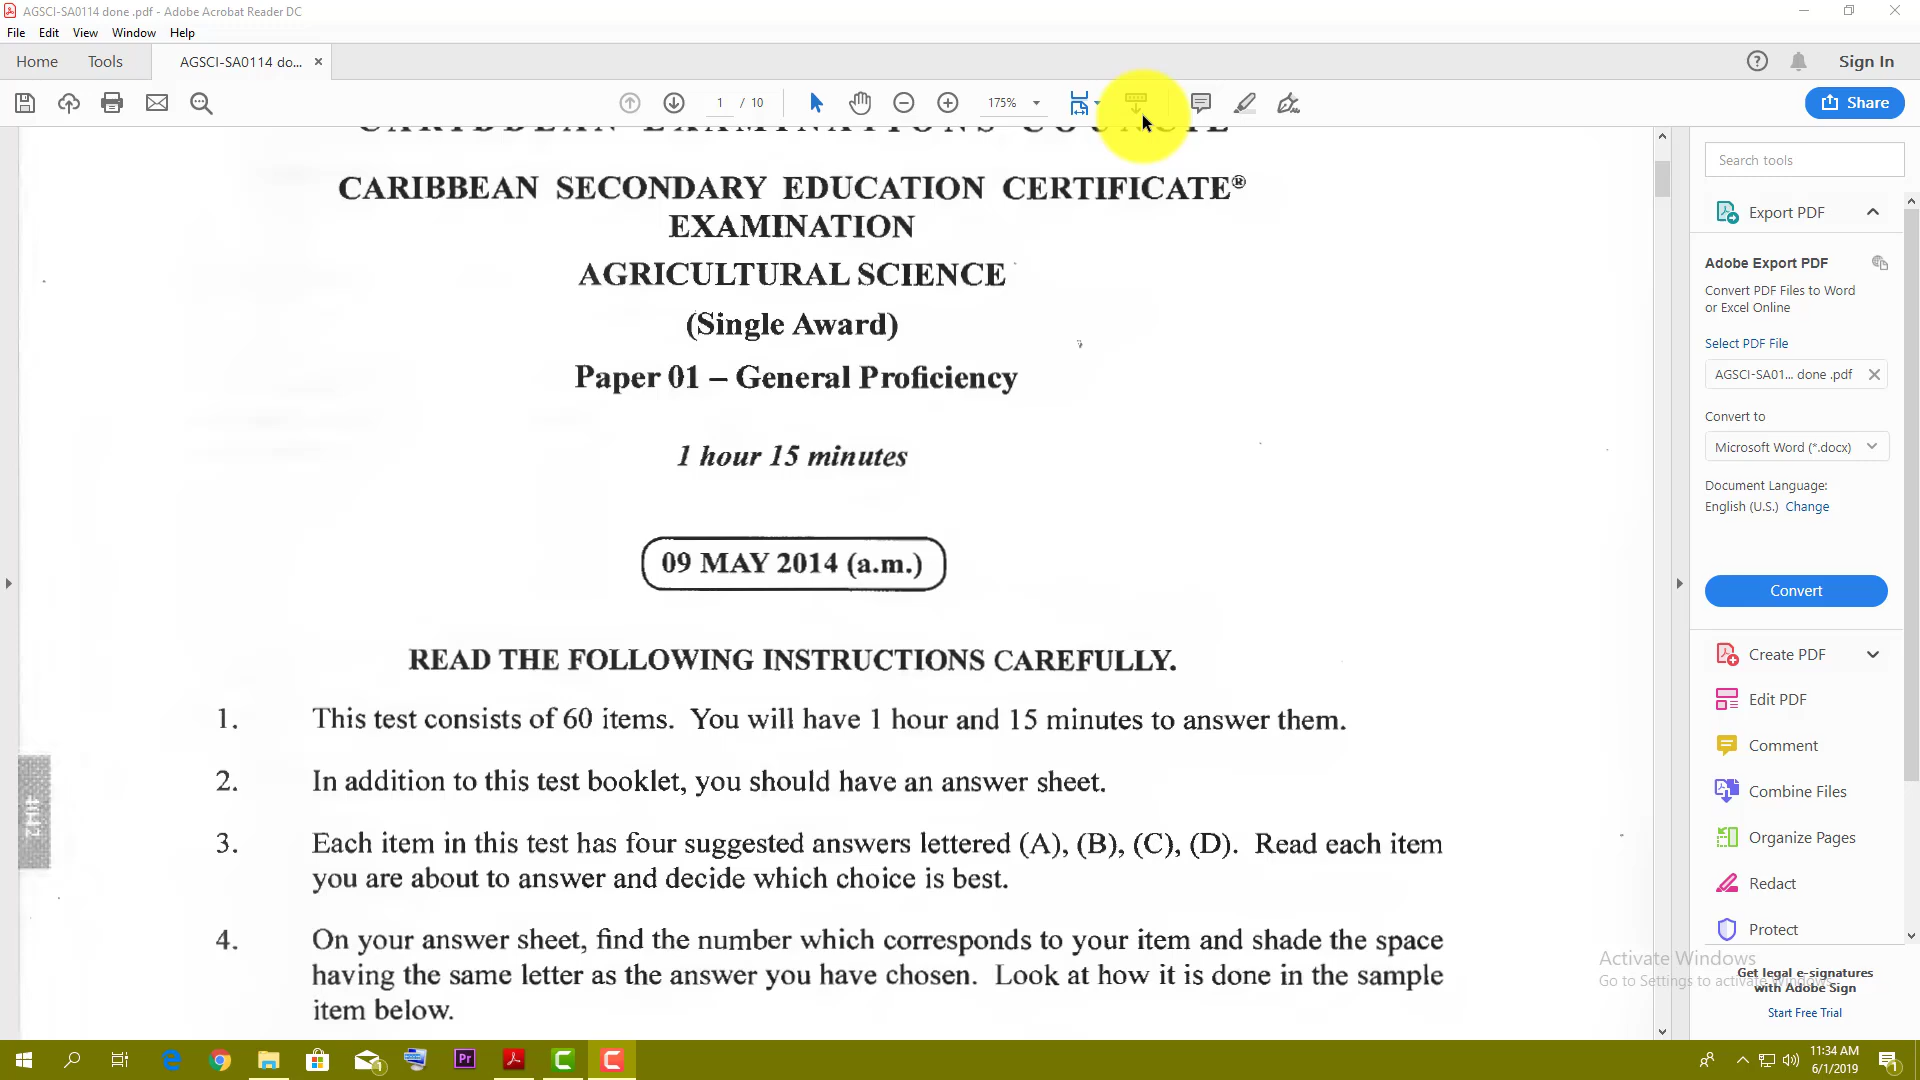 AGSCI-SA0114 done .pdf - Adobe Acrobat Reader DC
File Edit View Window Help
Home Tools AGSCI-SA0114 do... × Sign In
1 / 10 175% Share
CARIBBEAN EXAMINATIONS COUNCIL
CARIBBEAN SECONDARY EDUCATION CERTIFICATE®
EXAMINATION
AGRICULTURAL SCIENCE
(Single Award)
Paper 01 – General Proficiency
1 hour 15 minutes
09 MAY 2014 (a.m.)
READ THE FOLLOWING INSTRUCTIONS CAREFULLY.
1. This test consists of 60 items. You will have 1 hour and 15 minutes to answer them.
2. In addition to this test booklet, you should have an answer sheet.
3. Each item in this test has four suggested answers lettered (A), (B), (C), (D). Read each item
you are about to answer and decide which choice is best.
4. On your answer sheet, find the number which corresponds to your item and shade the space
having the same letter as the answer you have chosen. Look at how it is done in the sample
item below.
Search tools
Export PDF
Adobe Export PDF
Convert PDF Files to Word
or Excel Online
Select PDF File
AGSCI-SA01... done .pdf
Convert to
Microsoft Word (*.docx)
Document Language:
English (U.S.) Change
Convert
Create PDF
Edit PDF
Comment
Combine Files
Organize Pages
Redact
Protect
Activate Windows
Go to Settings to activate Windows.
Get legal e-signatures
with Adobe Sign
Start Free Trial
Pr
11:34 AM
6/1/2019